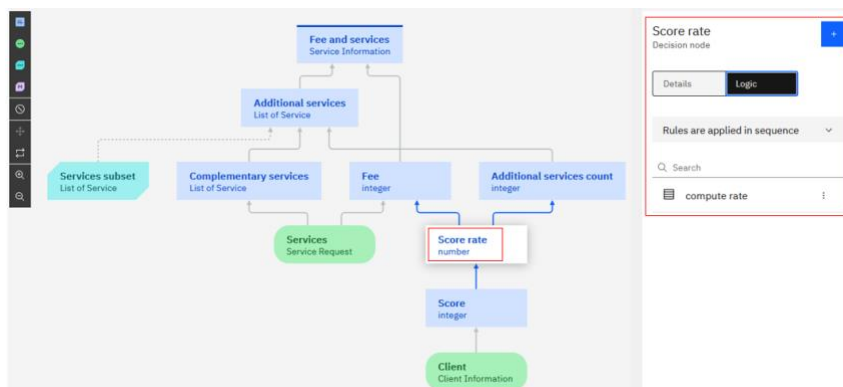 Fee and services
Service Information
Additional services
List of Service
Services subset
List of Service
Complementary services
List of Service
Fee
integer
Additional services count
integer
Services
Service Request
Score rate
number
Score
integer
Client
Client Information
Score rate
Decision node
+
Details
Logic
Rules are applied in sequence
Search
compute rate